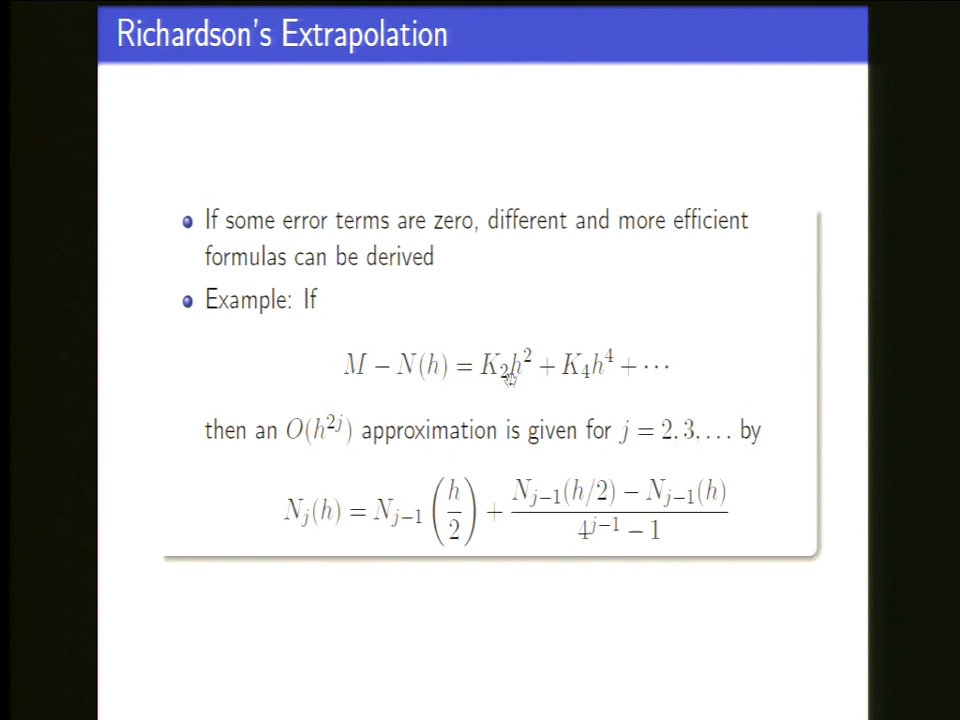 Richardson's Extrapolation
If some error terms are zero, different and more efficient
formulas can be derived
Example: If
M − N(h) = K₂h² + K₄h⁴ + ⋯
then an O(h^{2j}) approximation is given for j = 2, 3, … by
N_j(h) = N_{j−1}(h/2) + (N_{j−1}(h/2) − N_{j−1}(h))/(4^{j−1} − 1)